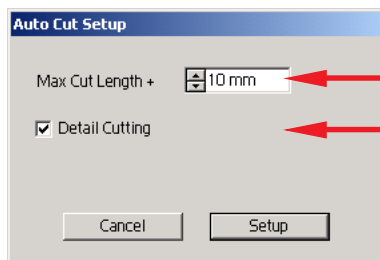 Auto Cut Setup
Max Cut Length + 10 mm
Detail Cutting
Cancel Setup